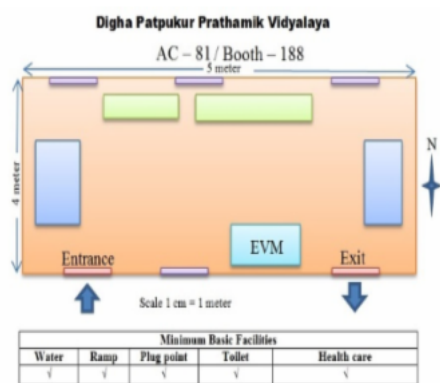 Digha Patpukur Prathamik Vidyalaya
AC – 81/ Booth – 188
5 meter
4 meter
N
EVM
Entrance
Exit
Scale 1 cm = 1 meter
Minimum Basic Facilities
Water Ramp Plug point Toilet Health care
√ √ √ √ √